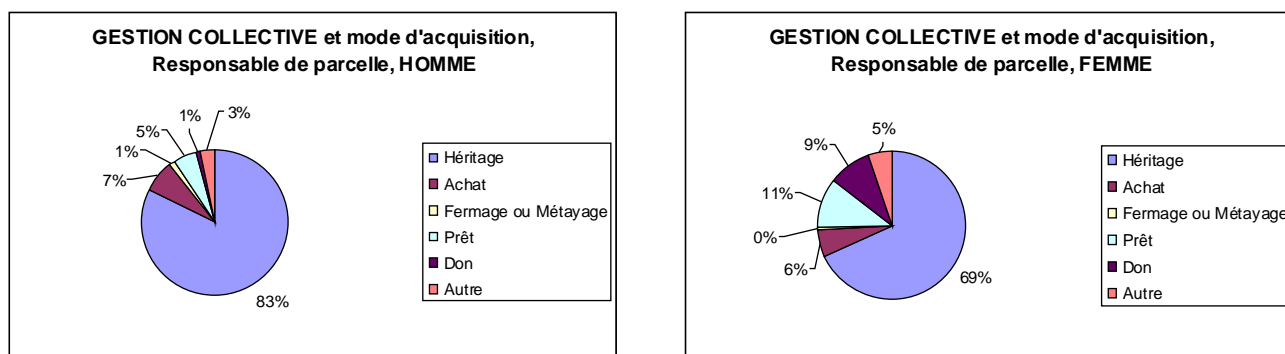 GESTION COLLECTIVE et mode d'acquisition,
Responsable de parcelle, HOMME
1%
3%
5%
1%
7%
83%
Héritage
Achat
Fermage ou Métayage
Prêt
Don
Autre
GESTION COLLECTIVE et mode d'acquisition,
Responsable de parcelle, FEMME
5%
9%
11%
0%
6%
69%
Héritage
Achat
Fermage ou Métayage
Prêt
Don
Autre